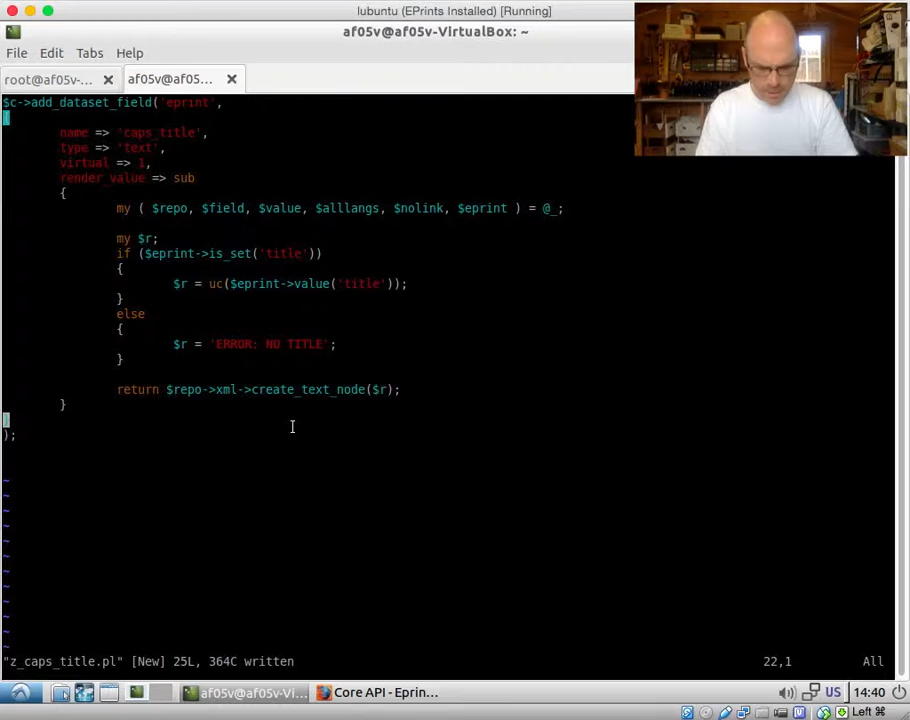 lubuntu (EPrints Installed) [Running]
af05v@af05v-VirtualBox: ~
File Edit Tabs Help
root@af05v-... af05v@af05...
$c->add_dataset_field('eprint',
{
name => 'caps_title',
type => 'text',
virtual => 1,
render_value => sub
{
my ( $repo, $field, $value, $alllangs, $nolink, $eprint ) = @_;
my $r;
if ($eprint->is_set('title'))
{
$r = uc($eprint->value('title'));
}
else
{
$r = 'ERROR: NO TITLE';
}
return $repo->xml->create_text_node($r);
}
}
);
~
~
~
~
~
~
~
~
~
~
~
~
"z_caps_title.pl" [New] 25L, 364C written 22,1 All
af05v@af05v-Vi... Core API - Eprin... US 14:40
Left ⌘